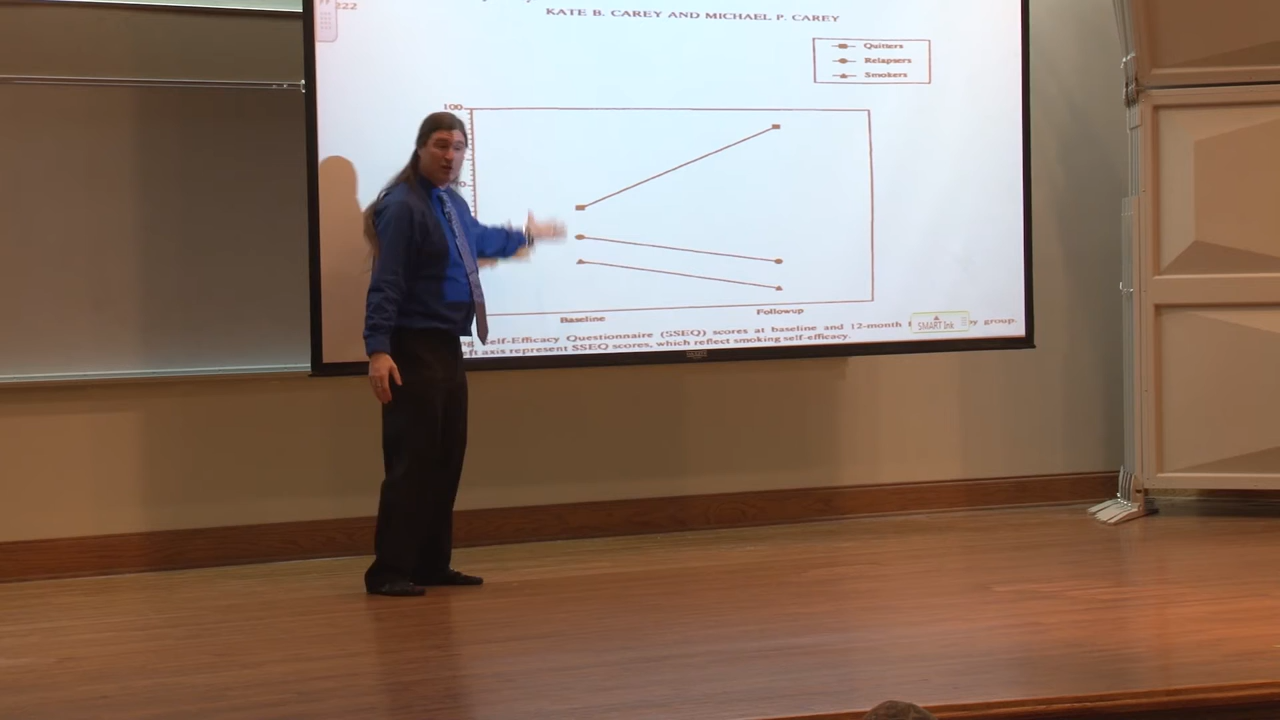 222
KATE B. CAREY AND MICHAEL P. CAREY
Quitters
Relapsers
Smokers
100
Baseline
Followup
Self-Efficacy Questionnaire (SSEQ) scores at baseline and 12-month by group.
axis represent SSEQ scores, which reflect smoking self-efficacy.
SMART Ink